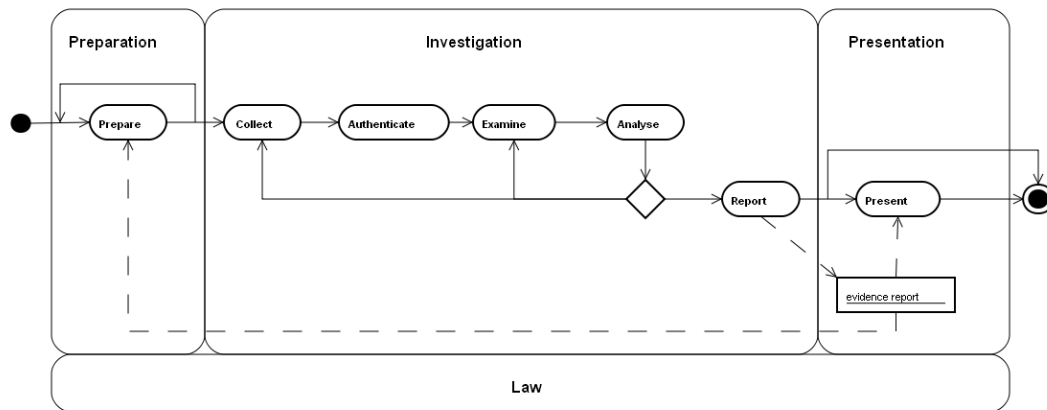 Preparation
Investigation
Presentation
Prepare
Collect
Authenticate
Examine
Analyse
Report
Present
evidence report
Law